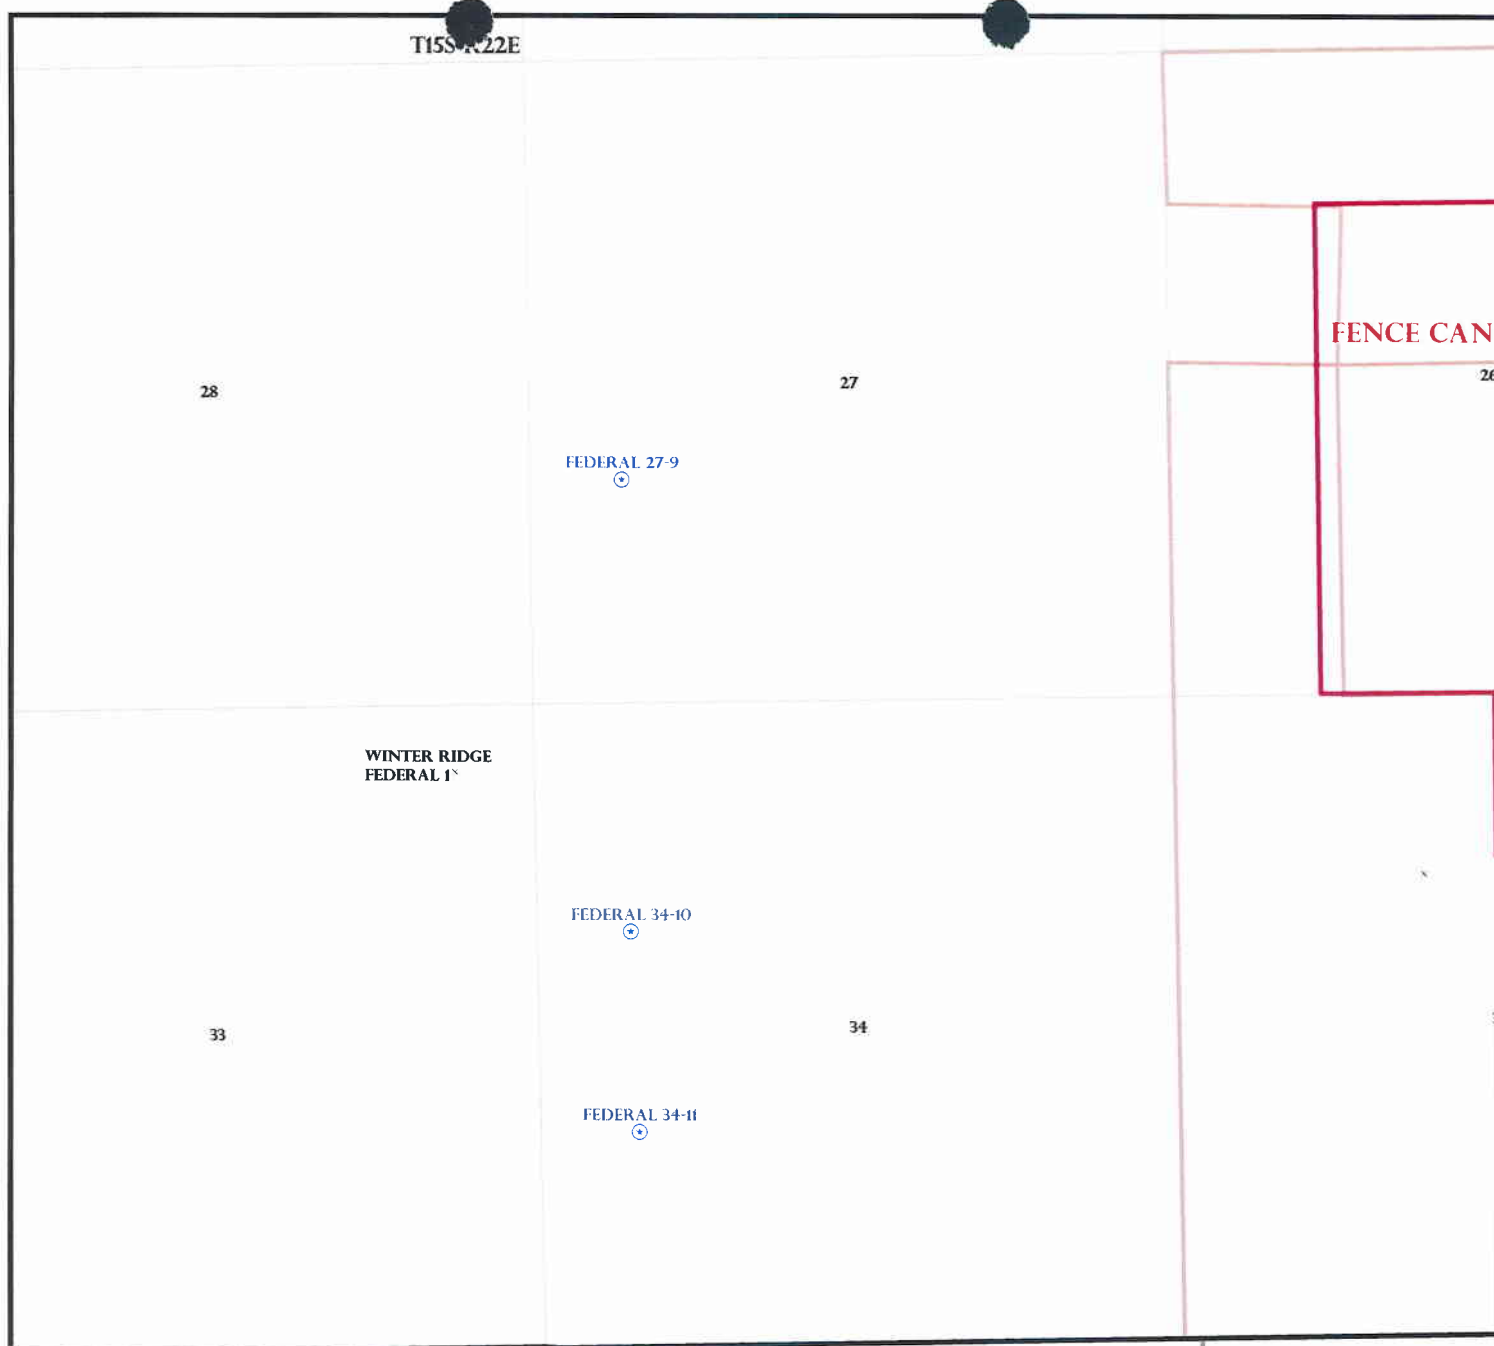 T15S-R22E
FENCE CAN
28
27
26
FEDERAL 27-9
WINTER RIDGE
FEDERAL 1
FEDERAL 34-10
33
34
FEDERAL 34-11